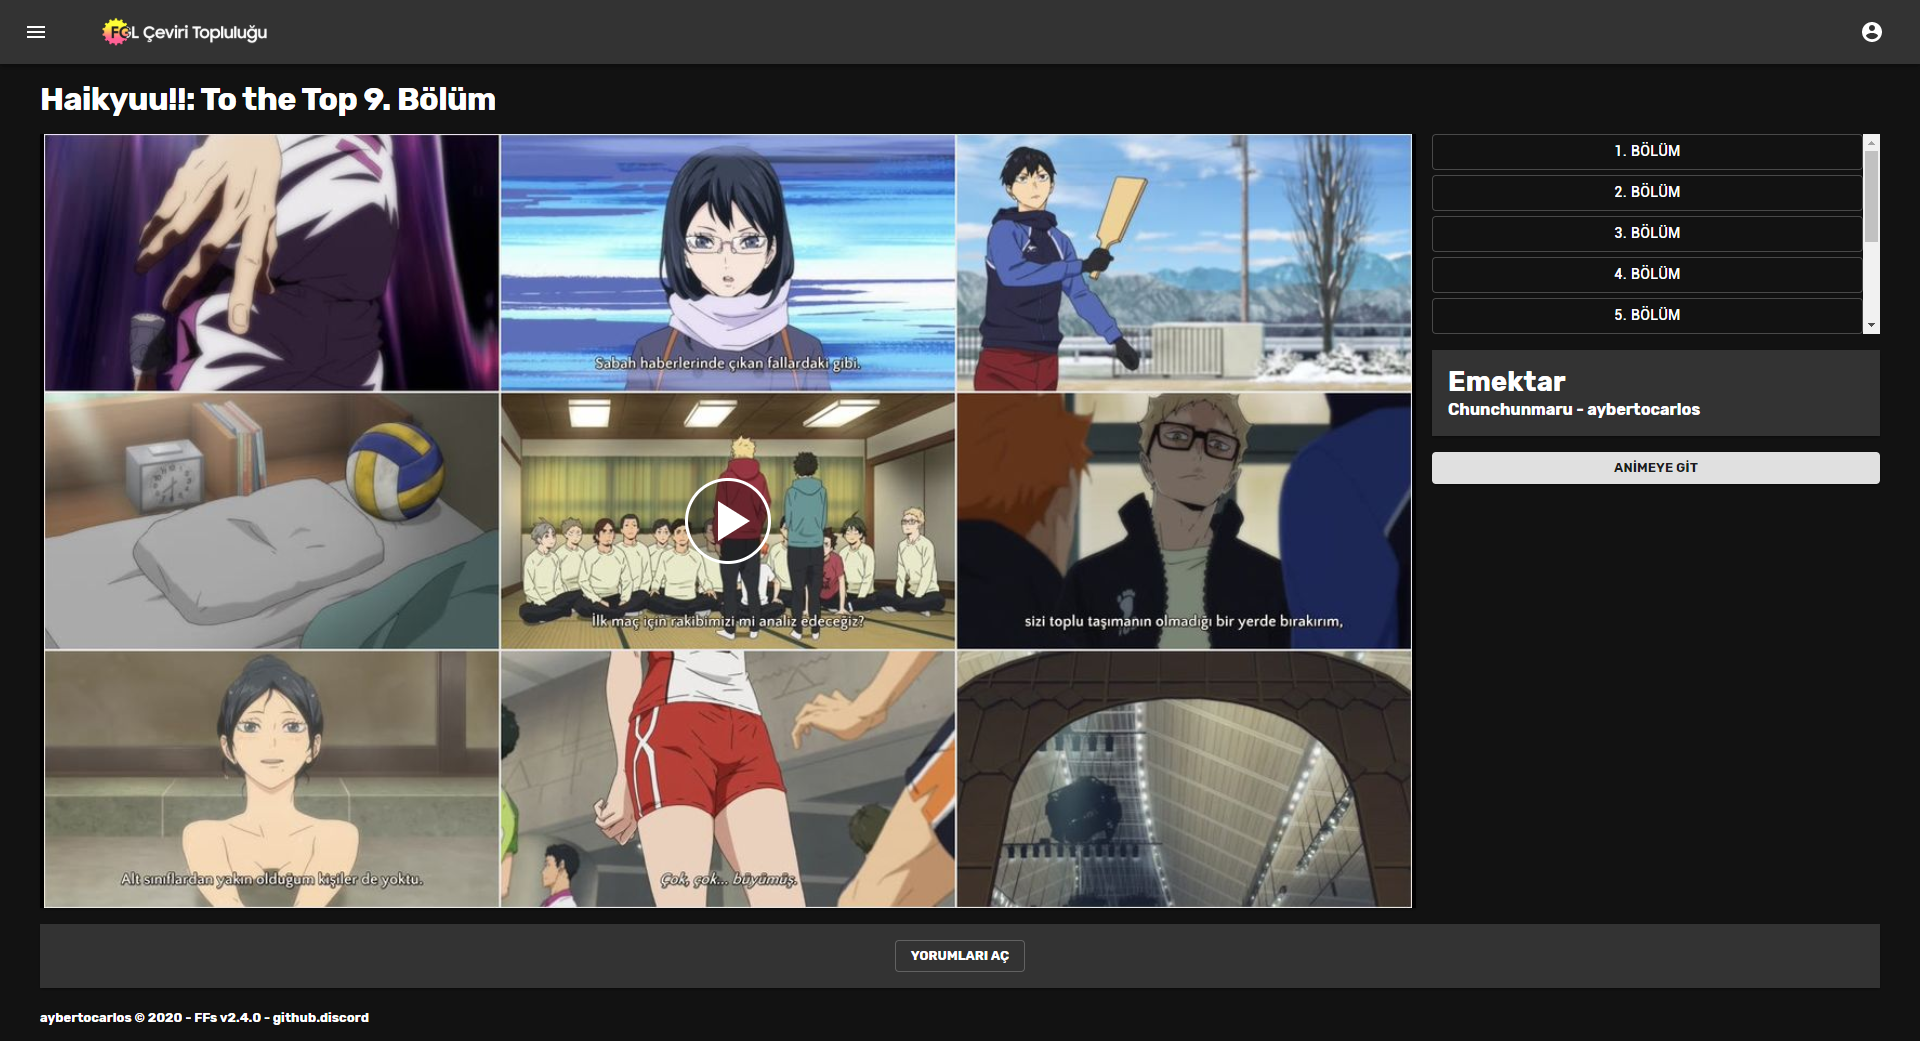 FGL Çeviri Topluluğu
Haikyuu!!: To the Top 9. Bölüm
Sabah haberlerinde çıkan fallardaki gibi.
İlk maç için rakibimizi mi analiz edeceğiz?
sizi toplu taşımanın olmadığı bir yerde bırakırım,
Alt sınıflardan yakın olduğum kişiler de yoktu.
Çok, çok... büyümüş.
1. BÖLÜM
2. BÖLÜM
3. BÖLÜM
4. BÖLÜM
5. BÖLÜM
Emektar
Chunchunmaru - aybertocarlos
ANİMEYE GİT
YORUMLARI AÇ
aybertocarlos © 2020 - FFs v2.4.0 - github.discord